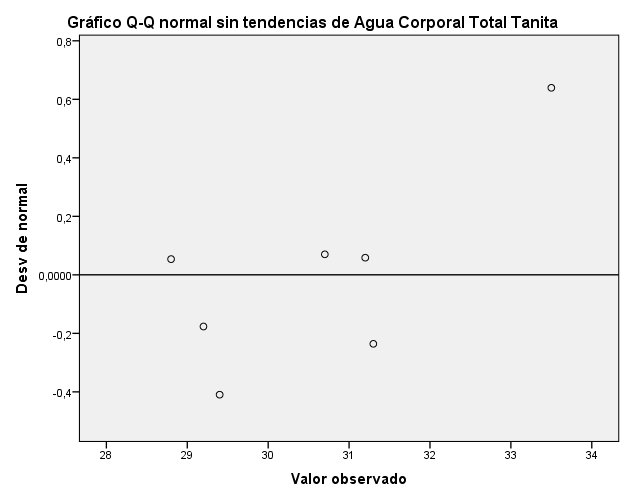 Gráfico Q-Q normal sin tendencias de Agua Corporal Total Tanita
0,8
0,6
0,4
0,2
0,0000
-0,2
-0,4
Desv de normal
28 29 30 31 32 33 34
Valor observado